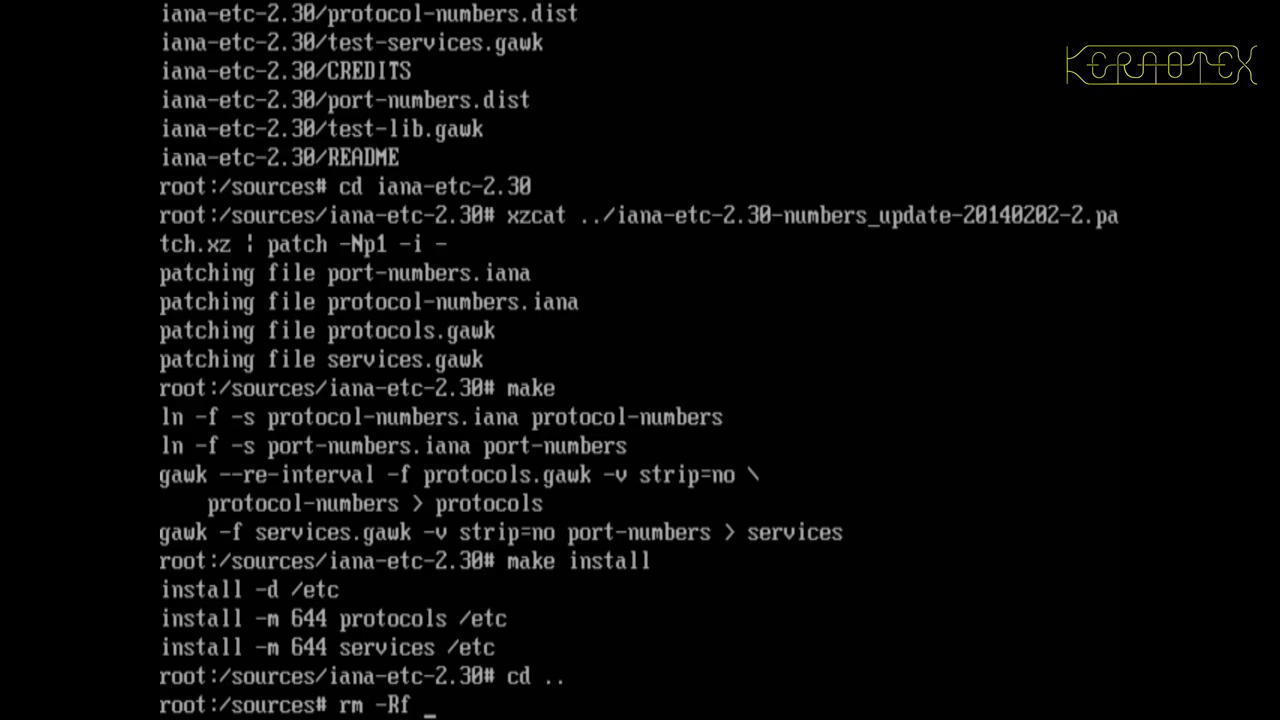 iana-etc-2.30/protocol-numbers.dist
iana-etc-2.30/test-services.gawk
KERNOTEX
iana-etc-2.30/CREDITS
iana-etc-2.30/port-numbers.dist
iana-etc-2.30/test-lib.gawk
iana-etc-2.30/README
root:/sources# cd iana-etc-2.30
root:/sources/iana-etc-2.30# xzcat ../iana-etc-2.30-numbers_update-20140202-2.pa
tch.xz | patch -Np1 -i -
patching file port-numbers.iana
patching file protocol-numbers.iana
patching file protocols.gawk
patching file services.gawk
root:/sources/iana-etc-2.30# make
ln -f -s protocol-numbers.iana protocol-numbers
ln -f -s port-numbers.iana port-numbers
gawk --re-interval -f protocols.gawk -v strip=no \
protocol-numbers > protocols
gawk -f services.gawk -v strip=no port-numbers > services
root:/sources/iana-etc-2.30# make install
install -d /etc
install -m 644 protocols /etc
install -m 644 services /etc
root:/sources/iana-etc-2.30# cd ..
root:/sources# rm -Rf _